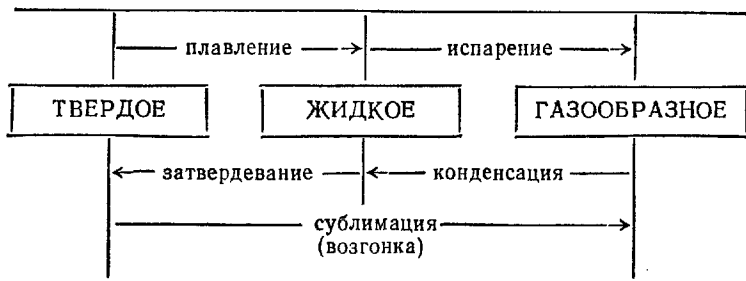 плавление испарение
ТВЕРДОЕ ЖИДКОЕ ГАЗООБРАЗНОЕ
затвердевание конденсация
сублимация
(возгонка)